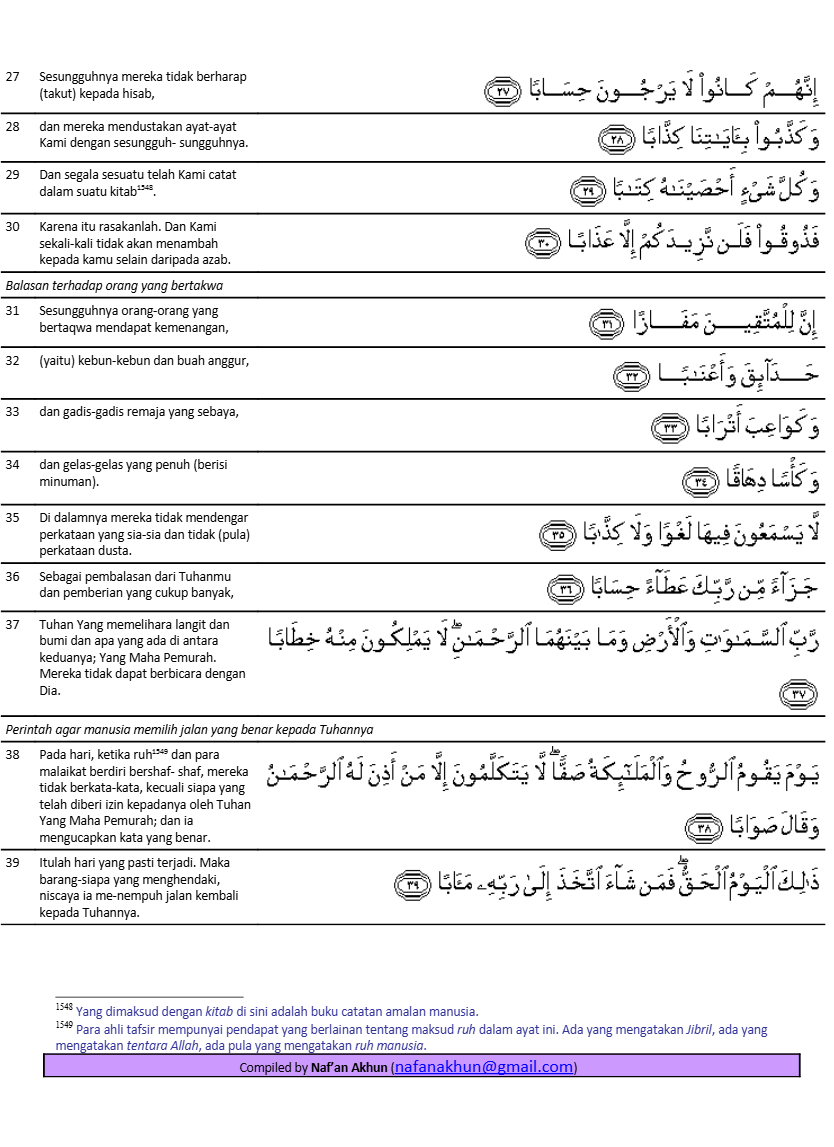 27 Sesungguhnya mereka tidak berharap
(takut) kepada hisab,
إِنَّهُمْ كَانُوا۟ لَا يَرْجُونَ حِسَابًا ﴿٢٧﴾
28 dan mereka mendustakan ayat-ayat
Kami dengan sesungguh- sungguhnya.
وَكَذَّبُوا۟ بِـَٔايَـٰتِنَا كِذَّابًا ﴿٢٨﴾
29 Dan segala sesuatu telah Kami catat
dalam suatu kitab1548.
وَكُلَّ شَىْءٍ أَحْصَيْنَـٰهُ كِتَـٰبًا ﴿٢٩﴾
30 Karena itu rasakanlah. Dan Kami
sekali-kali tidak akan menambah
kepada kamu selain daripada azab.
فَذُوقُوا۟ فَلَن نَّزِيدَكُمْ إِلَّا عَذَابًا ﴿٣٠﴾
Balasan terhadap orang yang bertakwa
31 Sesungguhnya orang-orang yang
bertaqwa mendapat kemenangan,
إِنَّ لِلْمُتَّقِينَ مَفَازًا ﴿٣١﴾
32 (yaitu) kebun-kebun dan buah anggur,
حَدَآئِقَ وَأَعْنَـٰبًا ﴿٣٢﴾
33 dan gadis-gadis remaja yang sebaya,
وَكَوَاعِبَ أَتْرَابًا ﴿٣٣﴾
34 dan gelas-gelas yang penuh (berisi
minuman).
وَكَأْسًا دِهَاقًا ﴿٣٤﴾
35 Di dalamnya mereka tidak mendengar
perkataan yang sia-sia dan tidak (pula)
perkataan dusta.
لَّا يَسْمَعُونَ فِيهَا لَغْوًا وَلَا كِذَّٰبًا ﴿٣٥﴾
36 Sebagai pembalasan dari Tuhanmu
dan pemberian yang cukup banyak,
جَزَآءً مِّن رَّبِّكَ عَطَآءً حِسَابًا ﴿٣٦﴾
37 Tuhan Yang memelihara langit dan
bumi dan apa yang ada di antara
keduanya; Yang Maha Pemurah.
Mereka tidak dapat berbicara dengan
Dia.
رَّبِّ ٱلسَّمَـٰوَٰتِ وَٱلْأَرْضِ وَمَا بَيْنَهُمَا ٱلرَّحْمَـٰنِ ۖ لَا يَمْلِكُونَ مِنْهُ خِطَابًا
﴿٣٧﴾
Perintah agar manusia memilih jalan yang benar kepada Tuhannya
38 Pada hari, ketika ruh1549 dan para
malaikat berdiri bershaf- shaf, mereka
tidak berkata-kata, kecuali siapa yang
telah diberi izin kepadanya oleh Tuhan
Yang Maha Pemurah; dan ia
mengucapkan kata yang benar.
يَوْمَ يَقُومُ ٱلرُّوحُ وَٱلْمَلَـٰٓئِكَةُ صَفًّا ۖ لَّا يَتَكَلَّمُونَ إِلَّا مَنْ أَذِنَ لَهُ ٱلرَّحْمَـٰنُ
وَقَالَ صَوَابًا ﴿٣٨﴾
39 Itulah hari yang pasti terjadi. Maka
barang-siapa yang menghendaki,
niscaya ia me-nempuh jalan kembali
kepada Tuhannya.
ذَٰلِكَ ٱلْيَوْمُ ٱلْحَقُّ ۖ فَمَن شَآءَ ٱتَّخَذَ إِلَىٰ رَبِّهِۦ مَـَٔابًا ﴿٣٩﴾
1548 Yang dimaksud dengan kitab di sini adalah buku catatan amalan manusia.
1549 Para ahli tafsir mempunyai pendapat yang berlainan tentang maksud ruh dalam ayat ini. Ada yang mengatakan Jibril, ada yang
mengatakan tentara Allah, ada pula yang mengatakan ruh manusia.
Compiled by Naf’an Akhun (nafanakhun@gmail.com)